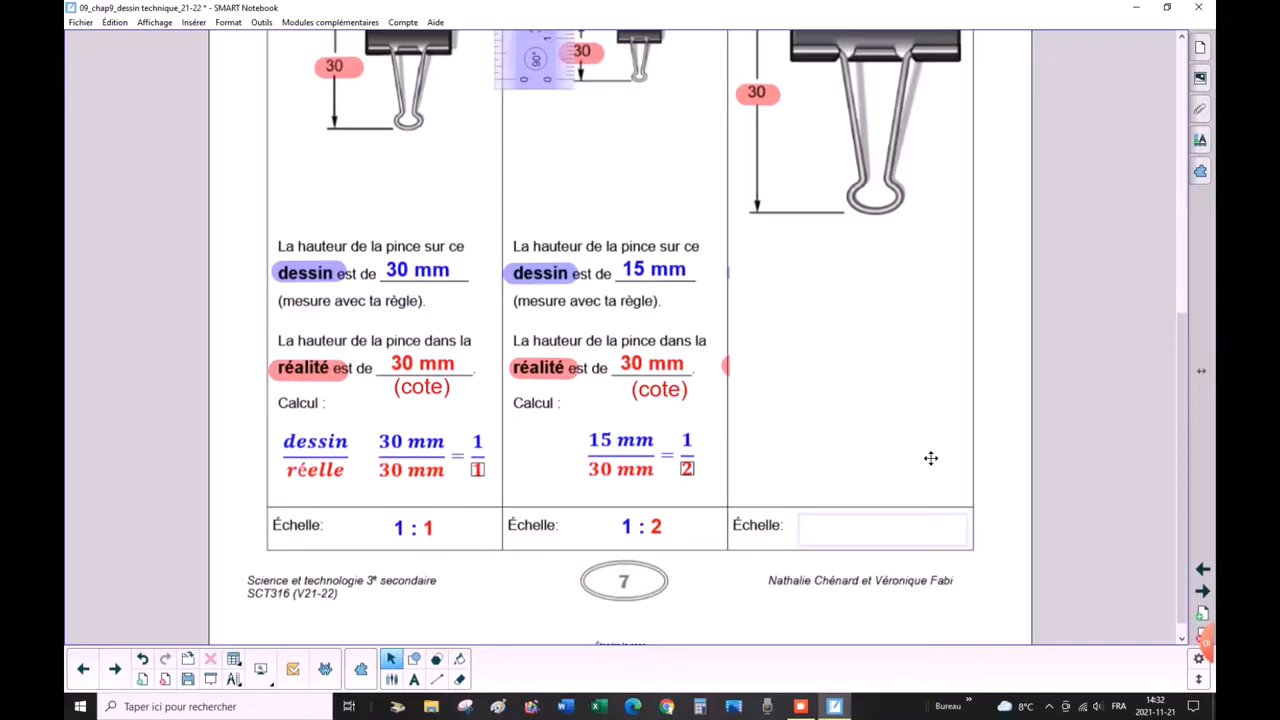 09_chap9_dessin technique_21-22 * - SMART Notebook
Fichier Édition Affichage Insérer Format Outils Modules complémentaires Compte Aide
30
30
30
90°
1
0 0
La hauteur de la pince sur ce
dessin est de 30 mm
(mesure avec ta règle).
La hauteur de la pince dans la
réalité est de 30 mm.
(cote)
Calcul :
dessin / réelle 30 mm / 30 mm = 1 / 1
Échelle: 1 : 1
La hauteur de la pince sur ce
dessin est de 15 mm
(mesure avec ta règle).
La hauteur de la pince dans la
réalité est de 30 mm.
(cote)
Calcul :
15 mm / 30 mm = 1 / 2
Échelle: 1 : 2
Échelle:
Science et technologie 3e secondaire
SCT316 (V21-22)
7
Nathalie Chénard et Véronique Fabi
Taper ici pour rechercher
Bureau
8°C
FRA
14:32
2021-11-21